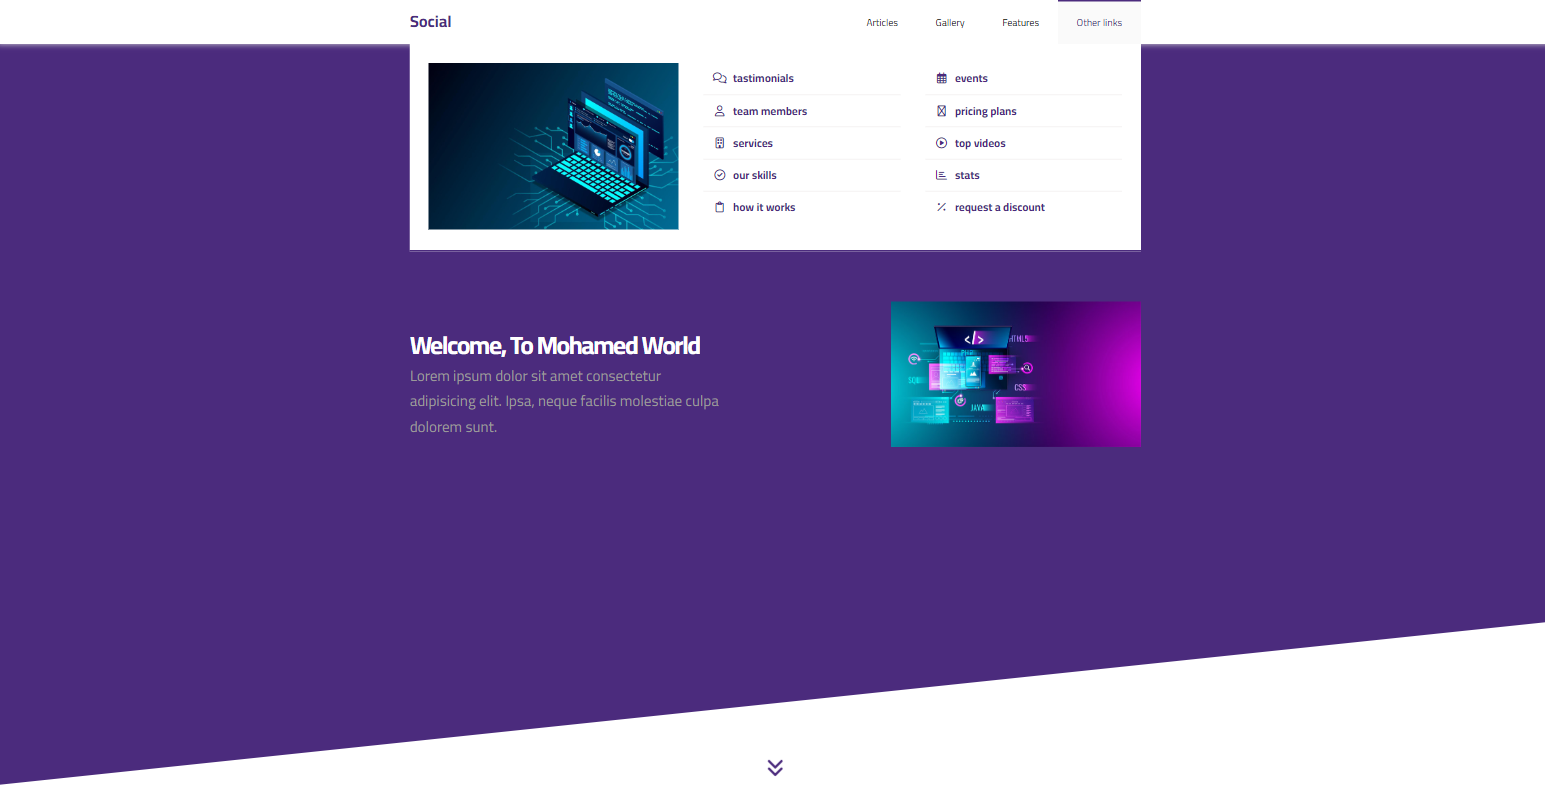 Social
Articles
Gallery
Features
Other links
tastimonials
team members
services
our skills
how it works
events
pricing plans
top videos
stats
request a discount
Welcome, To Mohamed World
Lorem ipsum dolor sit amet consectetur
adipisicing elit. Ipsa, neque facilis molestiae culpa
dolorem sunt.
</>
HTML5
PHP
SQL
CSS
JAVA